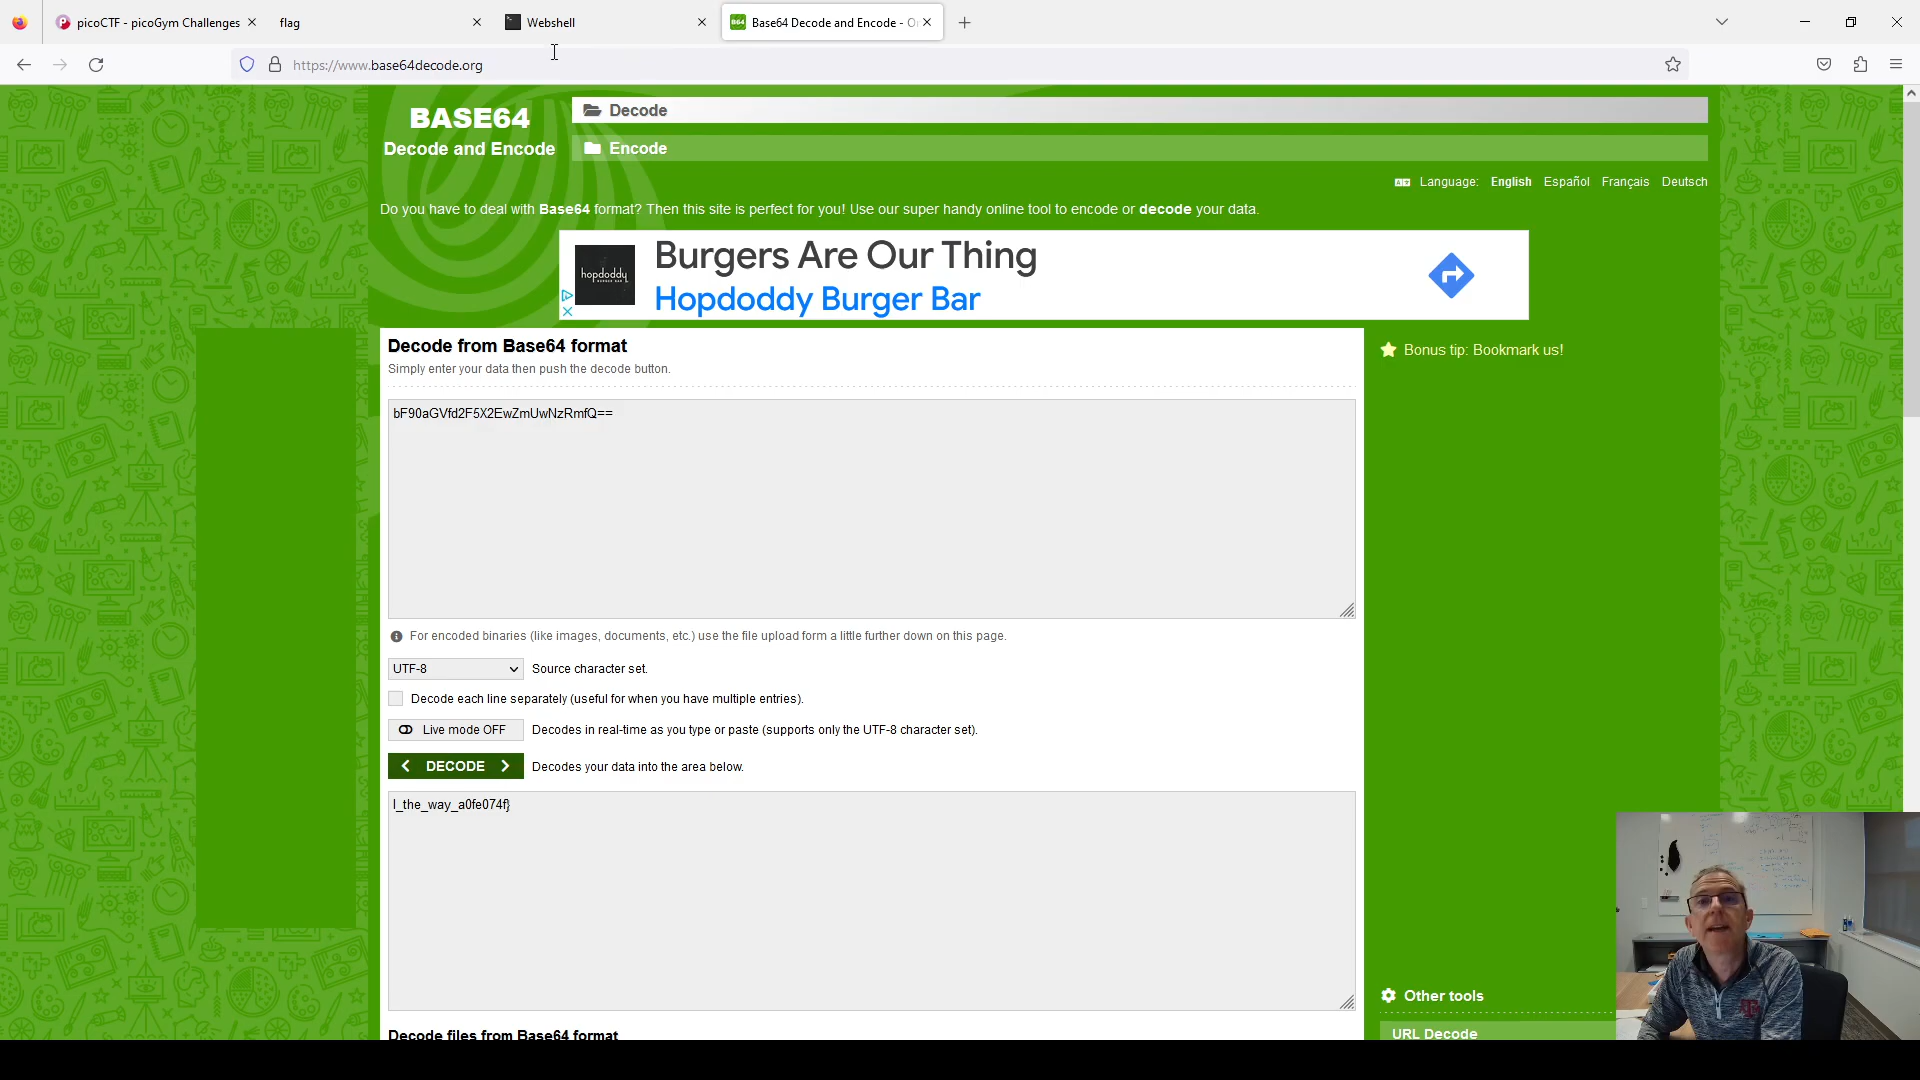 picoCTF - picoGym Challenges
flag
Webshell
Base64 Decode and Encode - O
https://www.base64decode.org
BASE64
Decode and Encode
Decode
Encode
Language: English Español Français Deutsch
Do you have to deal with Base64 format? Then this site is perfect for you! Use our super handy online tool to encode or decode your data.
hopdoddy
BURGER BAR
Burgers Are Our Thing
Hopdoddy Burger Bar
Decode from Base64 format
Simply enter your data then push the decode button.
Bonus tip: Bookmark us!
bF90aGVfd2F5X2EwZmUwNzRmfQ==
For encoded binaries (like images, documents, etc.) use the file upload form a little further down on this page.
UTF-8 Source character set.
Decode each line separately (useful for when you have multiple entries).
Live mode OFF Decodes in real-time as you type or paste (supports only the UTF-8 character set).
< DECODE > Decodes your data into the area below.
l_the_way_a0fe074f}
Other tools
URL Decode
Decode files from Base64 format